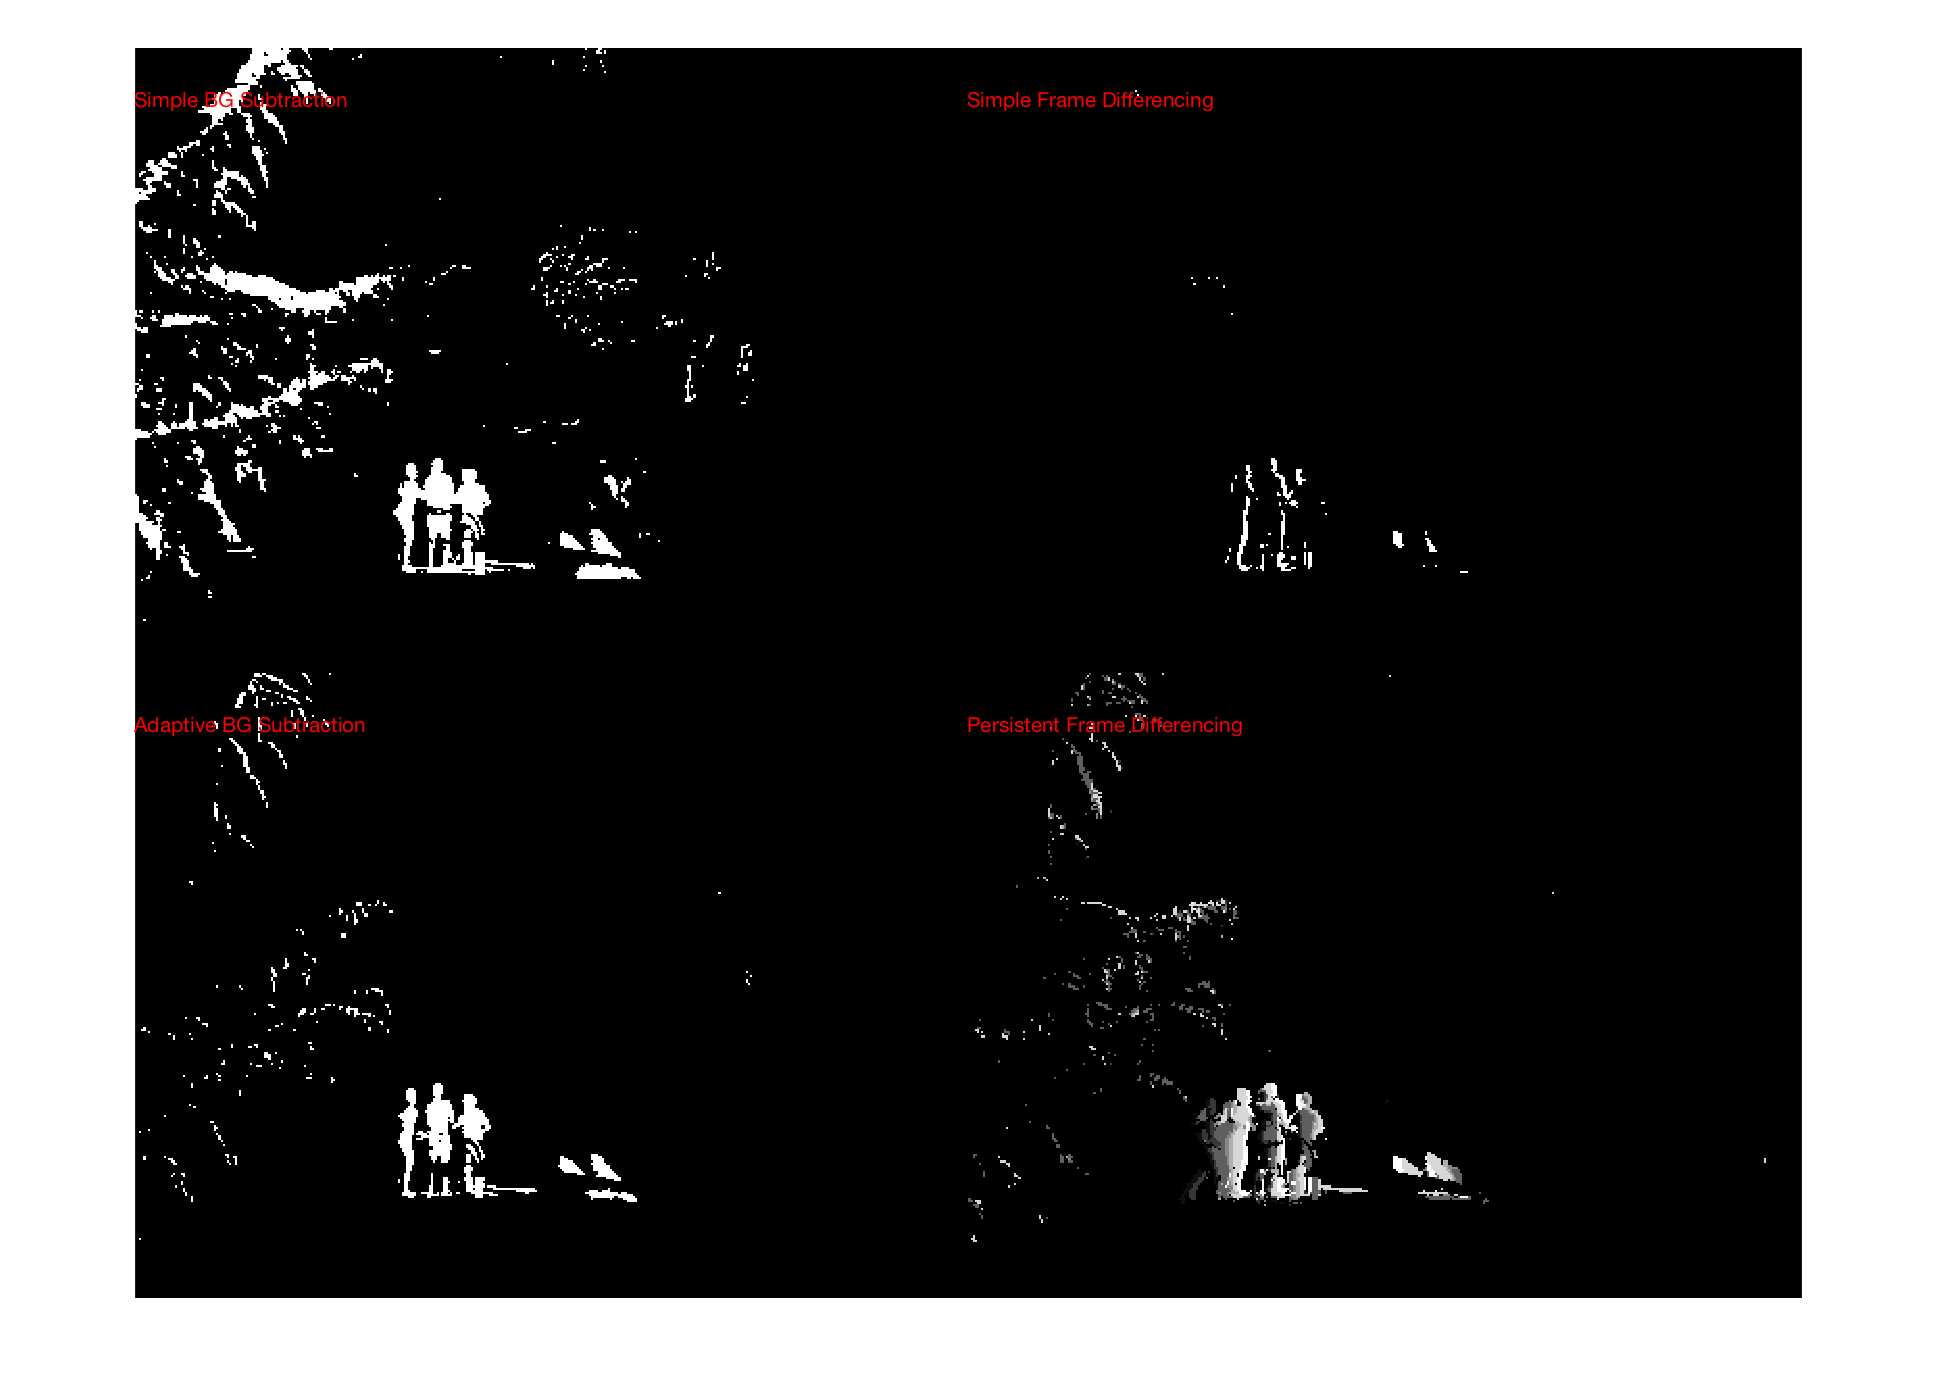 Simple BG Subtraction
Simple Frame Differencing
Adaptive BG Subtraction
Persistent Frame Differencing